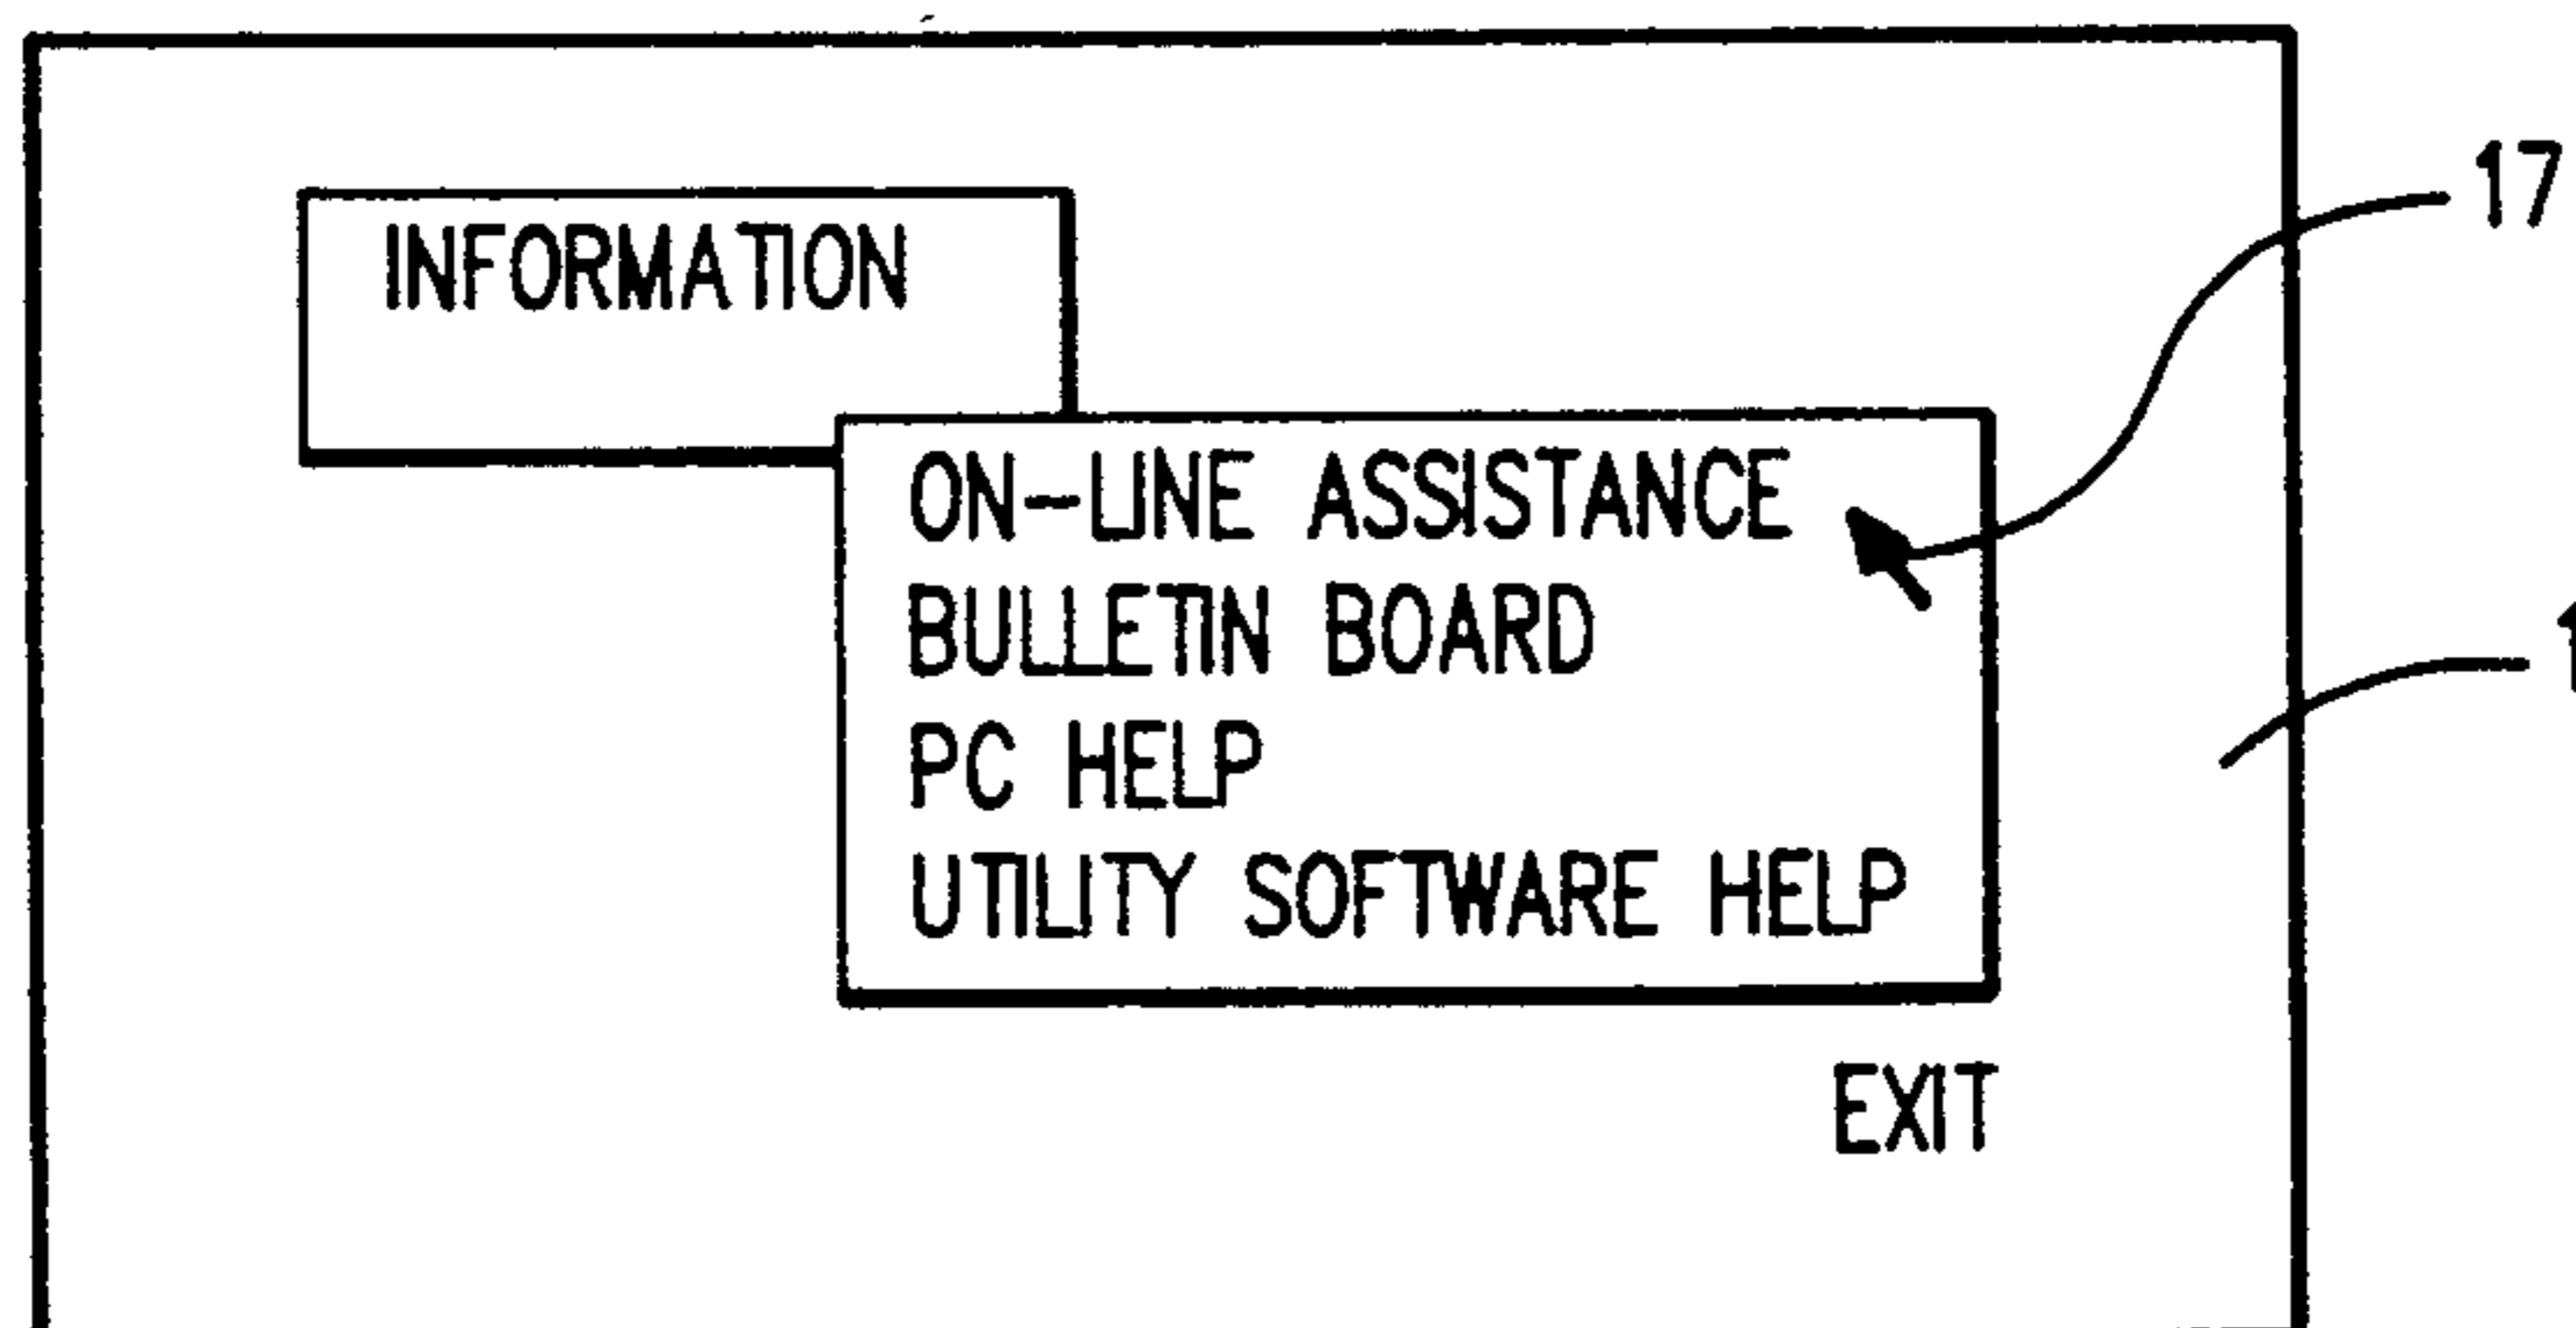 INFORMATION
17
ON-LINE ASSISTANCE
BULLETIN BOARD
PC HELP
UTILITY SOFTWARE HELP
EXIT